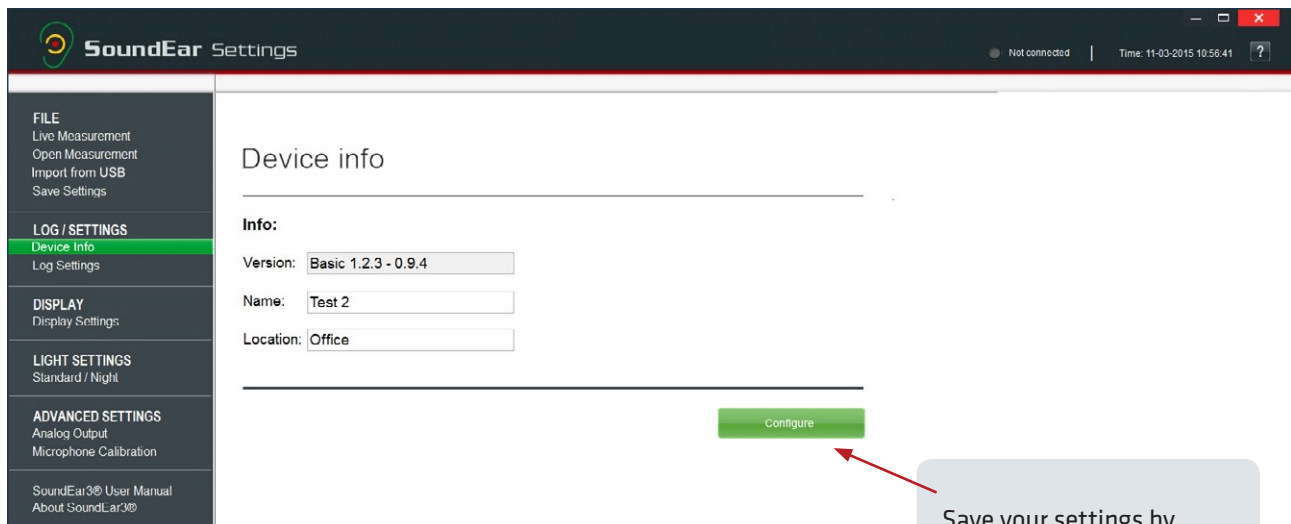 SoundEar Settings
Not connected | Time: 11-03-2015 10:56:41 ?
FILE
Live Measurement
Open Measurement
Import from USB
Save Settings
LOG / SETTINGS
Device Info
Log Settings
DISPLAY
Display Settings
LIGHT SETTINGS
Standard / Night
ADVANCED SETTINGS
Analog Output
Microphone Calibration
SoundEar3® User Manual
About SoundEar3®
Device info
Info:
Version: Basic 1.2.3 - 0.9.4
Name: Test 2
Location: Office
Configure
Save your settings by